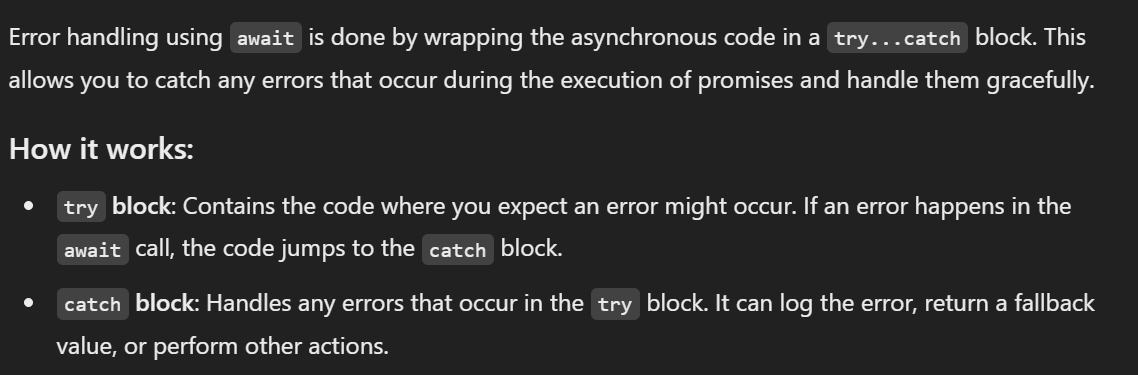 Error handling using await is done by wrapping the asynchronous code in a try...catch block. This
allows you to catch any errors that occur during the execution of promises and handle them gracefully.
How it works:
• try block: Contains the code where you expect an error might occur. If an error happens in the
await call, the code jumps to the catch block.
• catch block: Handles any errors that occur in the try block. It can log the error, return a fallback
value, or perform other actions.